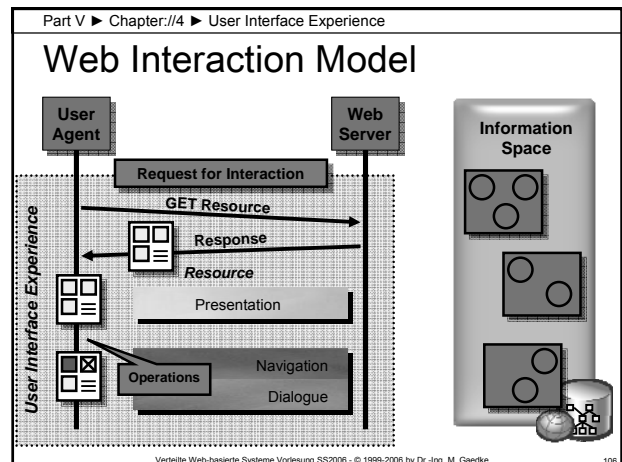 Part V ► Chapter://4 ► User Interface Experience
Web Interaction Model
User
Agent
Web
Server
Information
Space
Request for Interaction
GET Resource
Response
Resource
User Interface Experience
Presentation
Operations
Navigation
Dialogue
Verteilte Web-basierte Systeme Vorlesung SS2006 - © 1999-2006 by Dr.-Ing. M. Gaedke
106